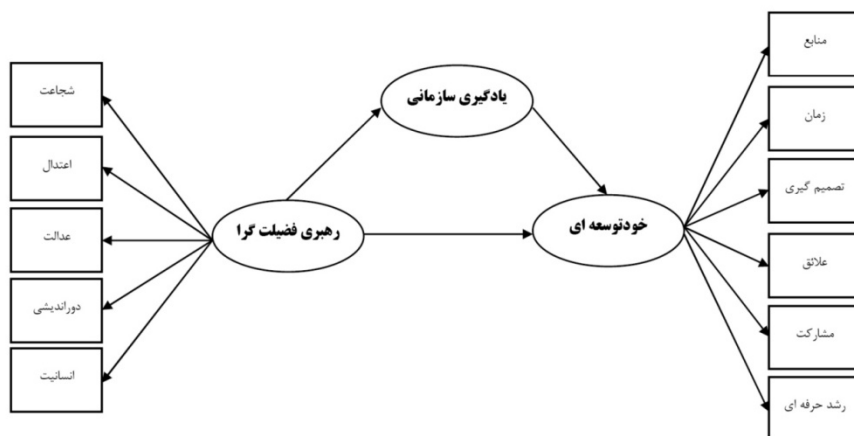 منابع
زمان
تصمیم گیری
علائق
مشارکت
رشد حرفه ای
یادگیری سازمانی
خودتوسعه ای
رهبری فضیلت گرا
شجاعت
اعتدال
عدالت
دوراندیشی
انسانیت